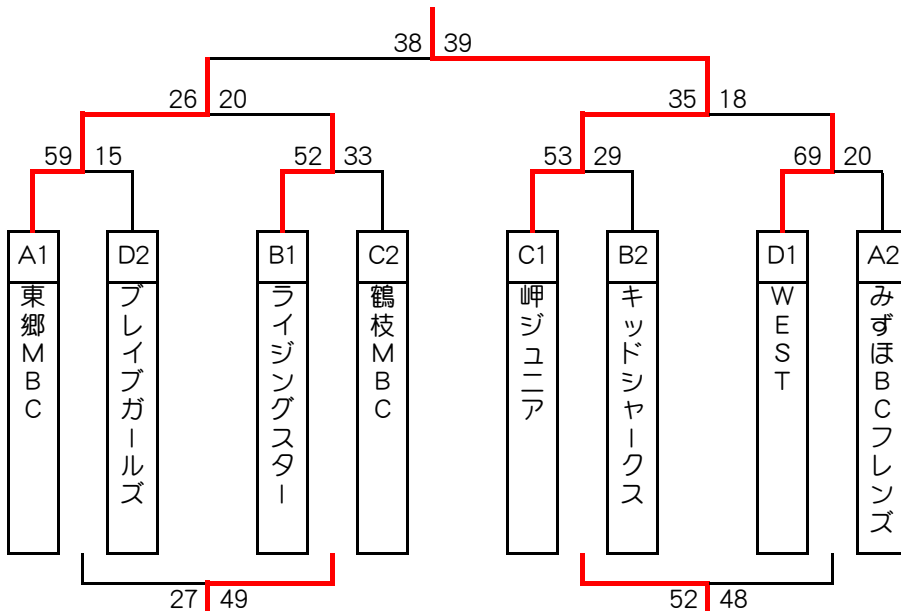 38 39
26 20
35 18
59 15
52 33
53 29
69 20
A1
D2
B1
C2
C1
B2
D1
A2
東郷MBC
ブレイブガールズ
ライジングスター
鶴枝MBC
岬ジュニア
キッドシャークス
WEST
みずほBCフレンズ
27 49
52 48